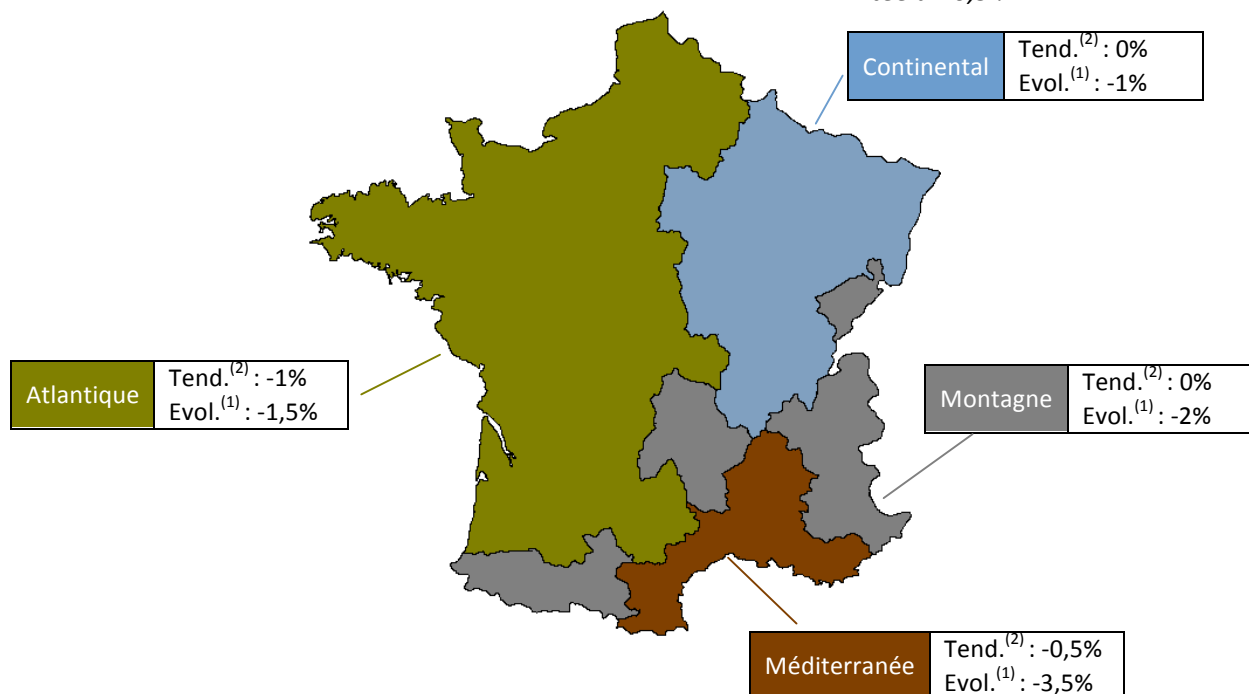 Continental
Tend.(2) : 0%
Evol.(1) : -1%
Atlantique
Tend.(2) : -1%
Evol.(1) : -1,5%
Montagne
Tend.(2) : 0%
Evol.(1) : -2%
Méditerranée
Tend.(2) : -0,5%
Evol.(1) : -3,5%